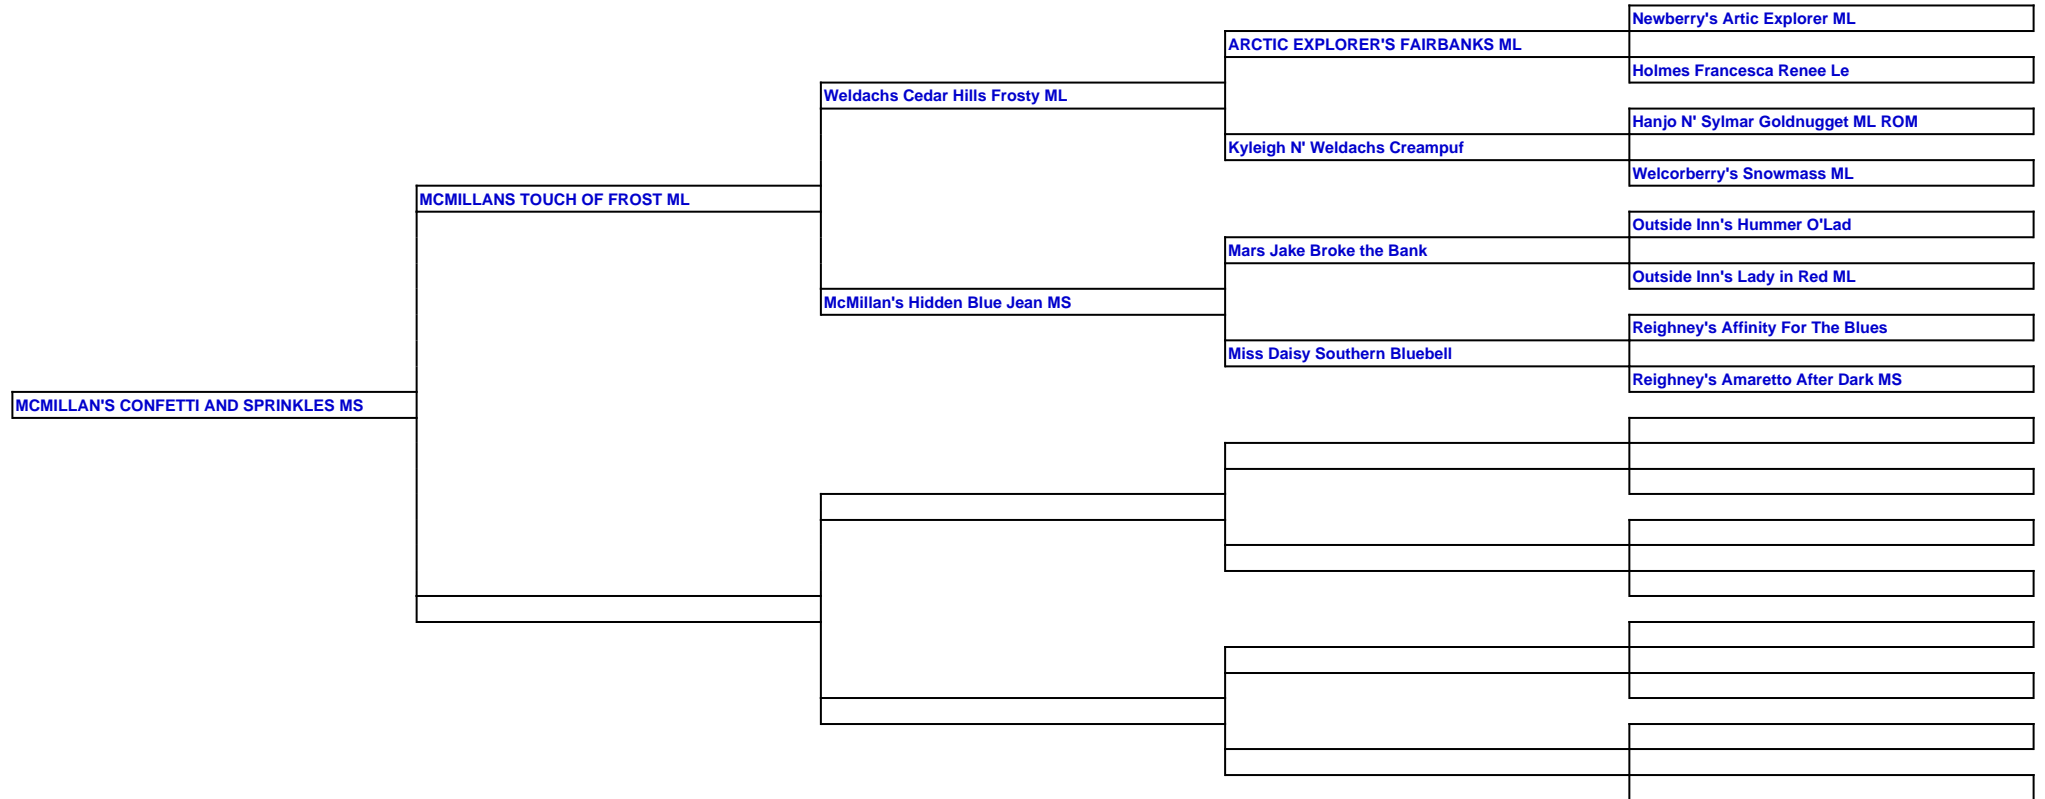 Newberry's Artic Explorer ML
ARCTIC EXPLORER'S FAIRBANKS ML
Holmes Francesca Renee Le
Weldachs Cedar Hills Frosty ML
Hanjo N' Sylmar Goldnugget ML ROM
Kyleigh N' Weldachs Creampuf
Welcorberry's Snowmass ML
MCMILLANS TOUCH OF FROST ML
Outside Inn's Hummer O'Lad
Mars Jake Broke the Bank
Outside Inn's Lady in Red ML
McMillan's Hidden Blue Jean MS
Reighney's Affinity For The Blues
Miss Daisy Southern Bluebell
Reighney's Amaretto After Dark MS
MCMILLAN'S CONFETTI AND SPRINKLES MS